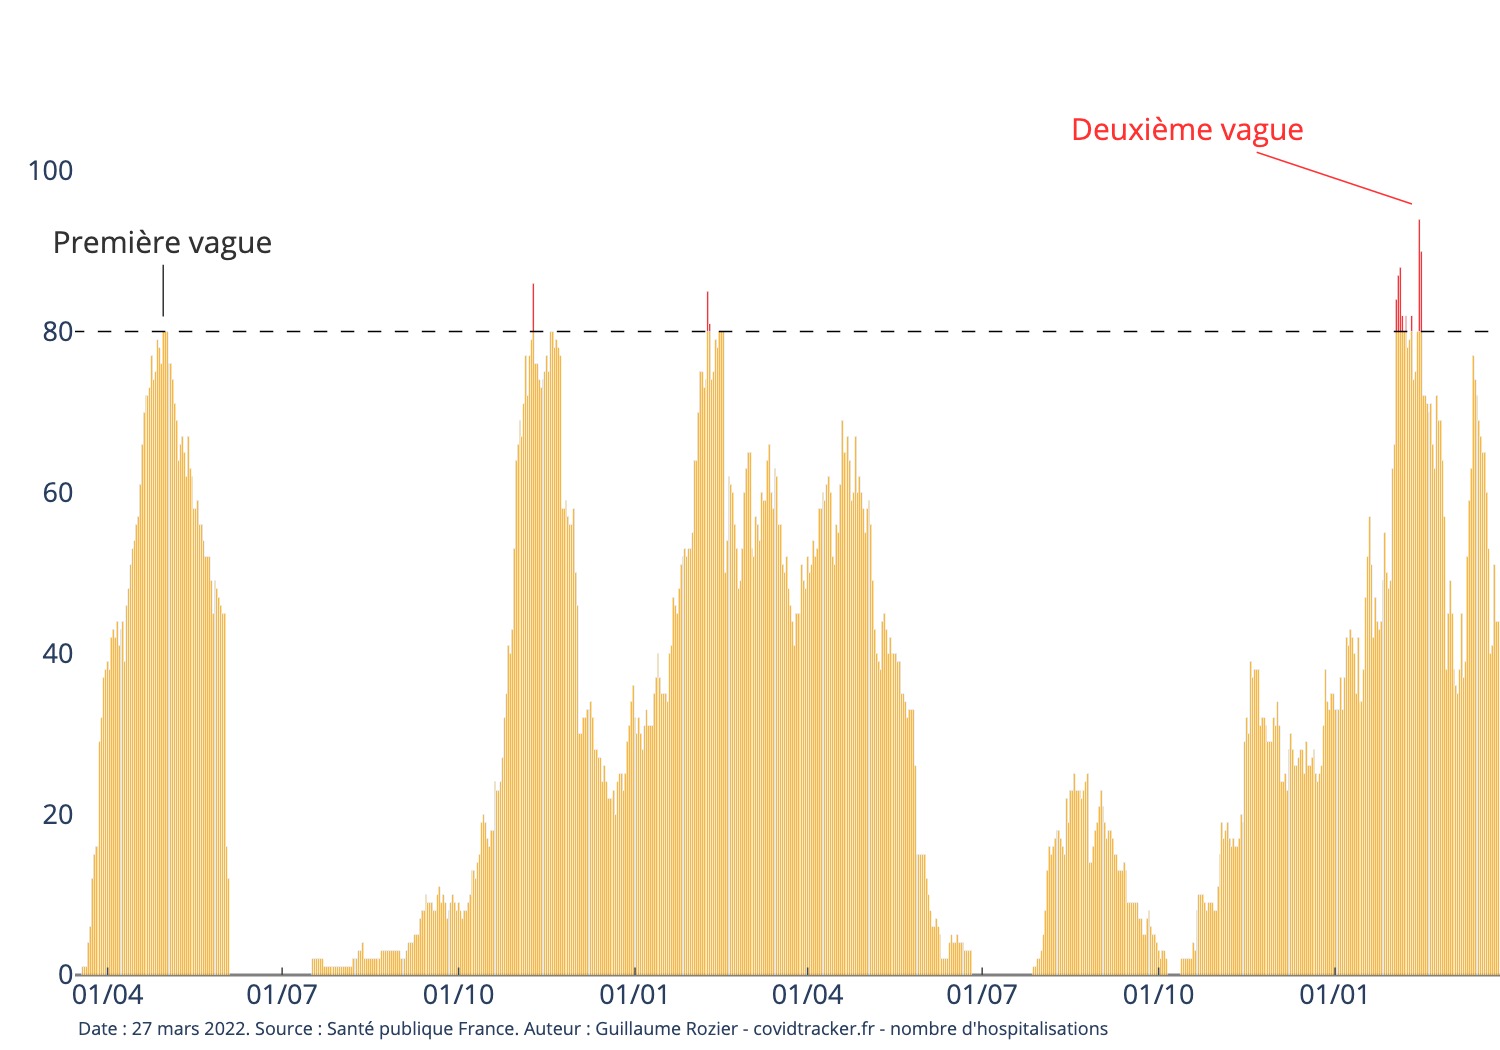 Deuxième vague
100
Première vague
80
60
40
20
0
01/04 01/07 01/10 01/01 01/04 01/07 01/10 01/01
Date : 27 mars 2022. Source : Santé publique France. Auteur : Guillaume Rozier - covidtracker.fr - nombre d'hospitalisations